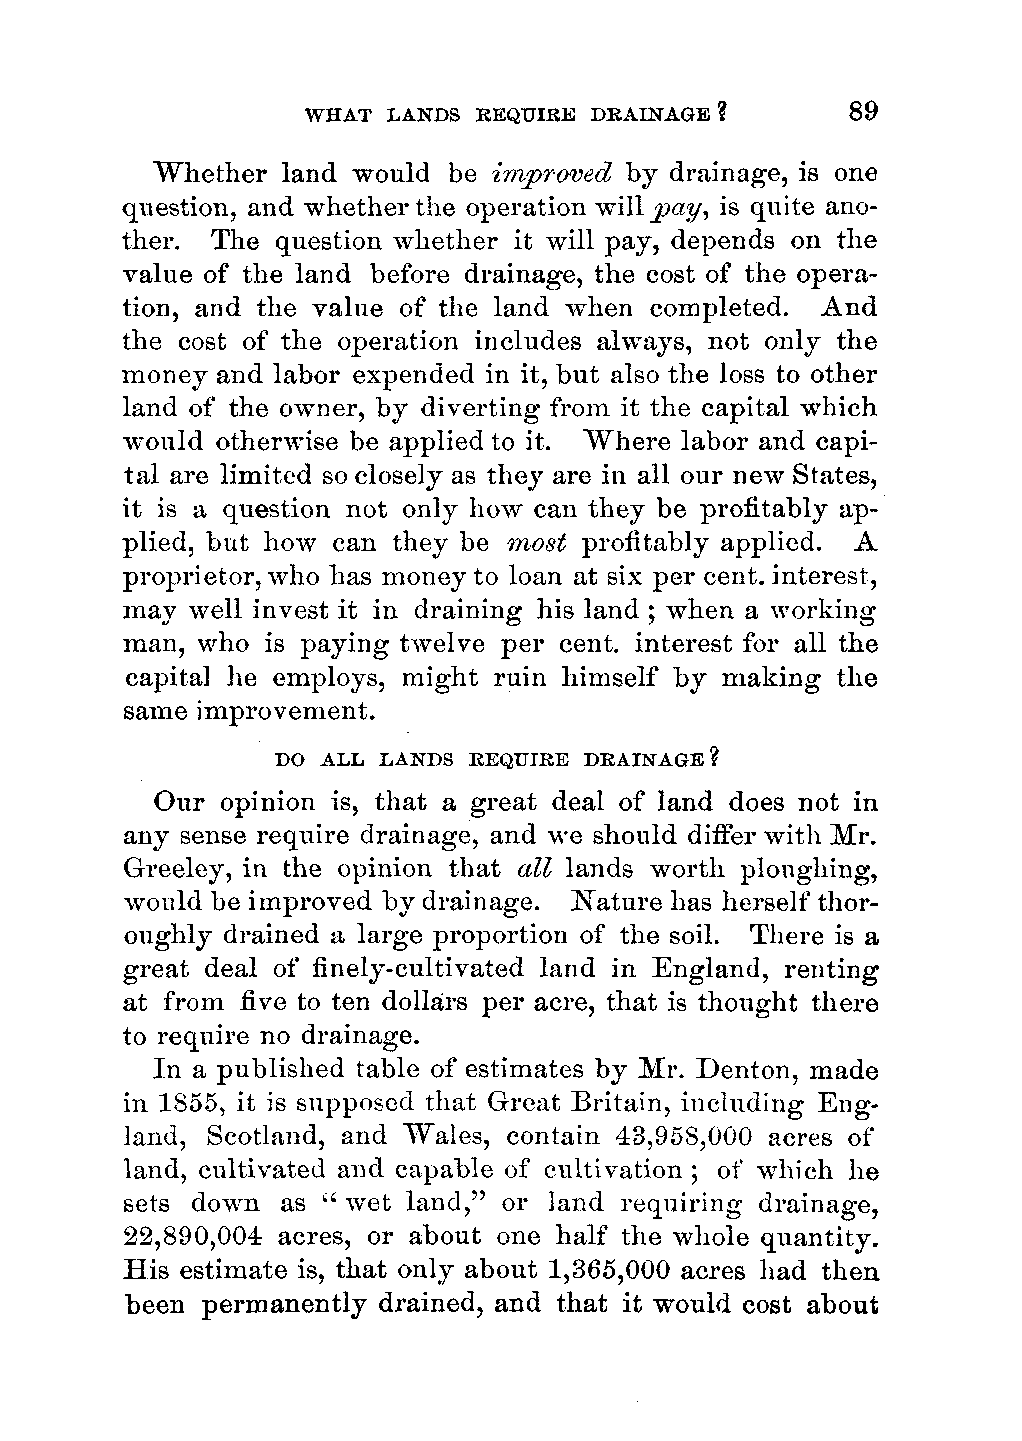 WHAT LANDS REQUIRE DRAINAGE? 89
Whether land would be improved by drainage, is one
question, and whether the operation will pay, is quite ano-
ther. The question whether it will pay, depends on the
value of the land before drainage, the cost of the opera-
tion, and the value of the land when completed. And
the cost of the operation includes always, not only the
money and labor expended in it, but also the loss to other
land of the owner, by diverting from it the capital which
would otherwise be applied to it. Where labor and capi-
tal are limited so closely as they are in all our new States,
it is a question not only how can they be profitably ap-
plied, but how can they be most profitably applied. A
proprietor, who has money to loan at six per cent. interest,
may well invest it in draining his land; when a working
man, who is paying twelve per cent. interest for all the
capital he employs, might ruin himself by making the
same improvement.
DO ALL LANDS REQUIRE DRAINAGE?
Our opinion is, that a great deal of land does not in
any sense require drainage, and we should differ with Mr.
Greeley, in the opinion that all lands worth ploughing,
would be improved by drainage. Nature has herself thor-
oughly drained a large proportion of the soil. There is a
great deal of finely-cultivated land in England, renting
at from five to ten dollars per acre, that is thought there
to require no drainage.
In a published table of estimates by Mr. Denton, made
in 1855, it is supposed that Great Britain, including Eng-
land, Scotland, and Wales, contain 43,958,000 acres of
land, cultivated and capable of cultivation; of which he
sets down as "wet land," or land requiring drainage,
22,890,004 acres, or about one half the whole quantity.
His estimate is, that only about 1,365,000 acres had then
been permanently drained, and that it would cost about